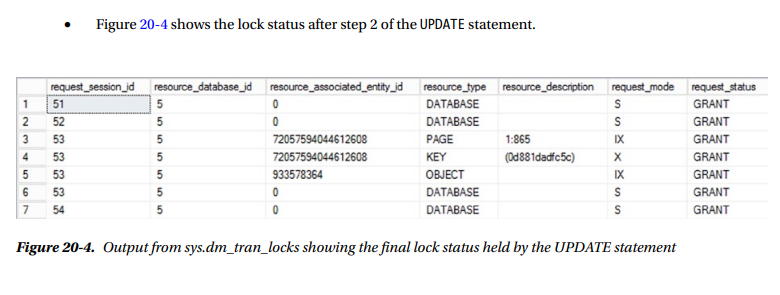 • Figure 20-4 shows the lock status after step 2 of the UPDATE statement.
request_session_id resource_database_id resource_associated_entity_id resource_type resource_description request_mode request_status
1 51 5 0 DATABASE S GRANT
2 52 5 0 DATABASE S GRANT
3 53 5 72057594044612608 PAGE 1:865 IX GRANT
4 53 5 72057594044612608 KEY (0d881dadfc5c) X GRANT
5 53 5 933578364 OBJECT IX GRANT
6 53 5 0 DATABASE S GRANT
7 54 5 0 DATABASE S GRANT
Figure 20-4. Output from sys.dm_tran_locks showing the final lock status held by the UPDATE statement